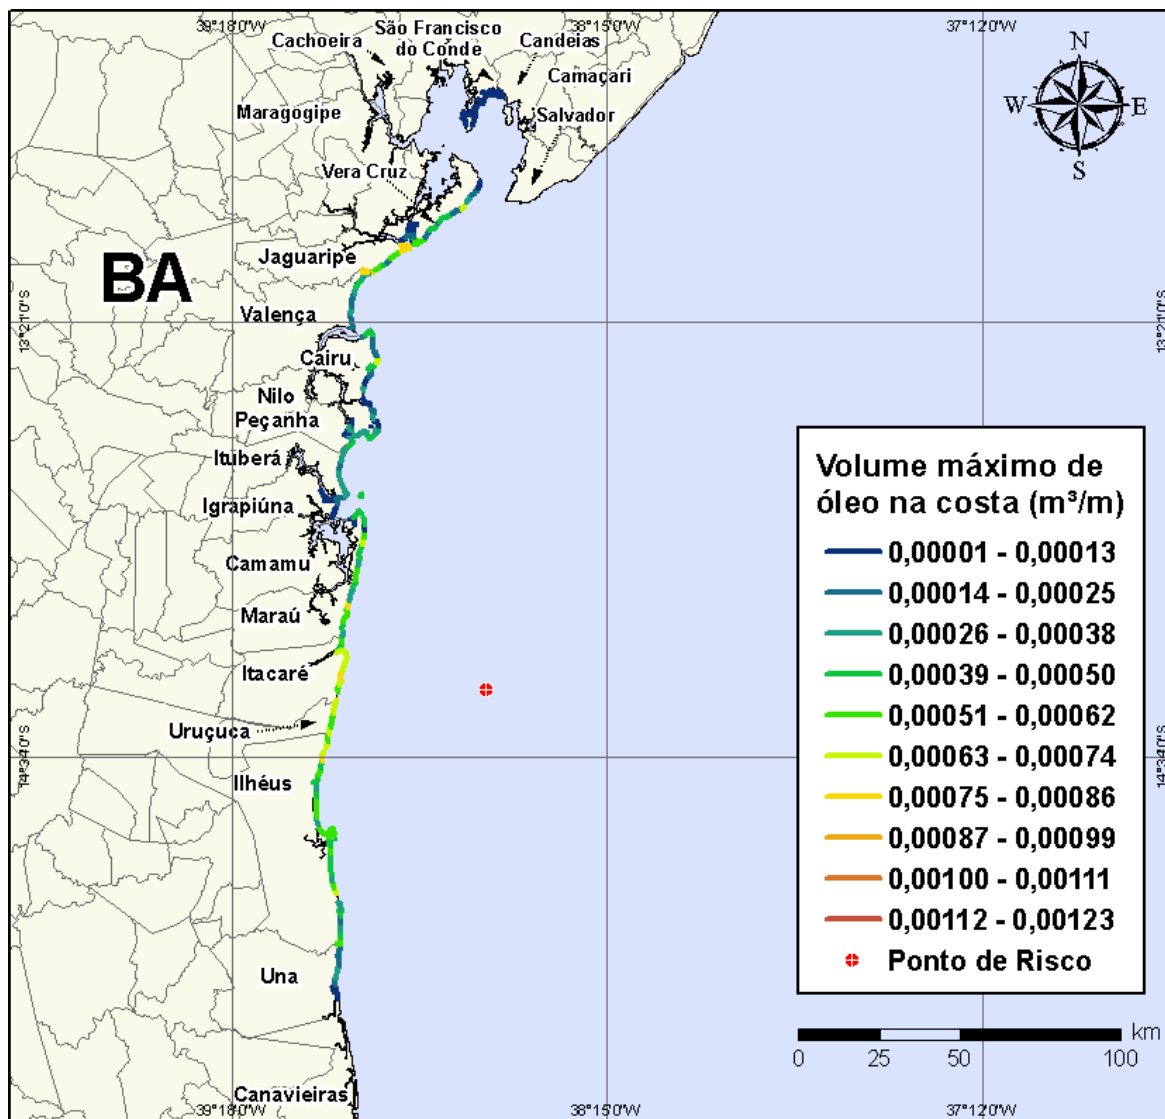 39°18'0"W
38°15'0"W
37°12'0"W
São Francisco
do Conde
Cachoeira
Candeias
Camaçari
Maragogipe
Salvador
Vera Cruz
N
W
E
S
Jaguaripe
BA
Valença
13°21'0"S
13°21'0"S
Cairu
Nilo
Peçanha
Ituberá
Igrapiúna
Camamu
Maraú
Itacaré
Uruçuca
14°34'0"S
14°34'0"S
Ilhéus
Una
Canavieiras
Volume máximo de
óleo na costa (m³/m)
0,00001 - 0,00013
0,00014 - 0,00025
0,00026 - 0,00038
0,00039 - 0,00050
0,00051 - 0,00062
0,00063 - 0,00074
0,00075 - 0,00086
0,00087 - 0,00099
0,00100 - 0,00111
0,00112 - 0,00123
Ponto de Risco
km
0 25 50 100
39°18'0"W
38°15'0"W
37°12'0"W